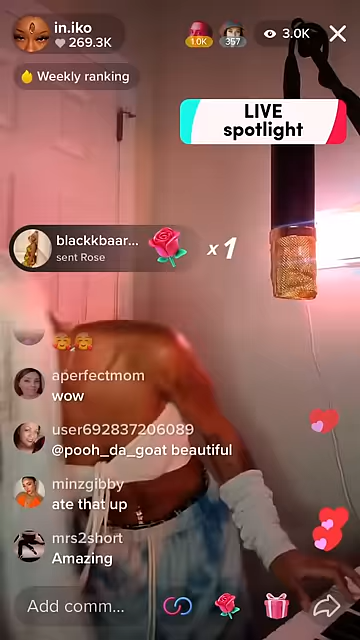 in.iko
269.3K
1.0K
357
3.0K
Weekly ranking
LIVE
spotlight
blackkbaar...
sent Rose
x1
aperfectmom
wow
user692837206089
@pooh_da_goat beautiful
minzgibby
ate that up
mrs2short
Amazing
Add comm...